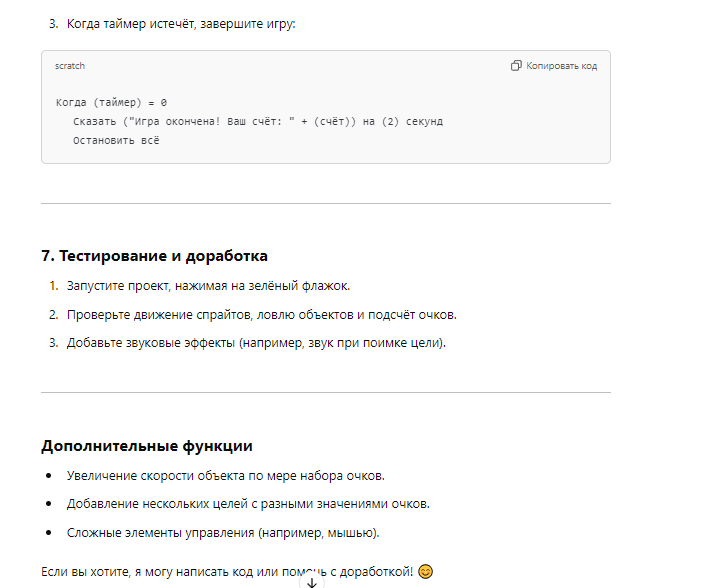 3. Когда таймер истечёт, завершите игру:
scratch
Копировать код
Когда (таймер) = 0
Сказать ("Игра окончена! Ваш счёт: " + (счёт)) на (2) секунд
Остановить всё
7. Тестирование и доработка
1. Запустите проект, нажимая на зелёный флажок.
2. Проверьте движение спрайтов, ловлю объектов и подсчёт очков.
3. Добавьте звуковые эффекты (например, звук при поимке цели).
Дополнительные функции
• Увеличение скорости объекта по мере набора очков.
• Добавление нескольких целей с разными значениями очков.
• Сложные элементы управления (например, мышью).
Если вы хотите, я могу написать код или помочь с доработкой! 😊